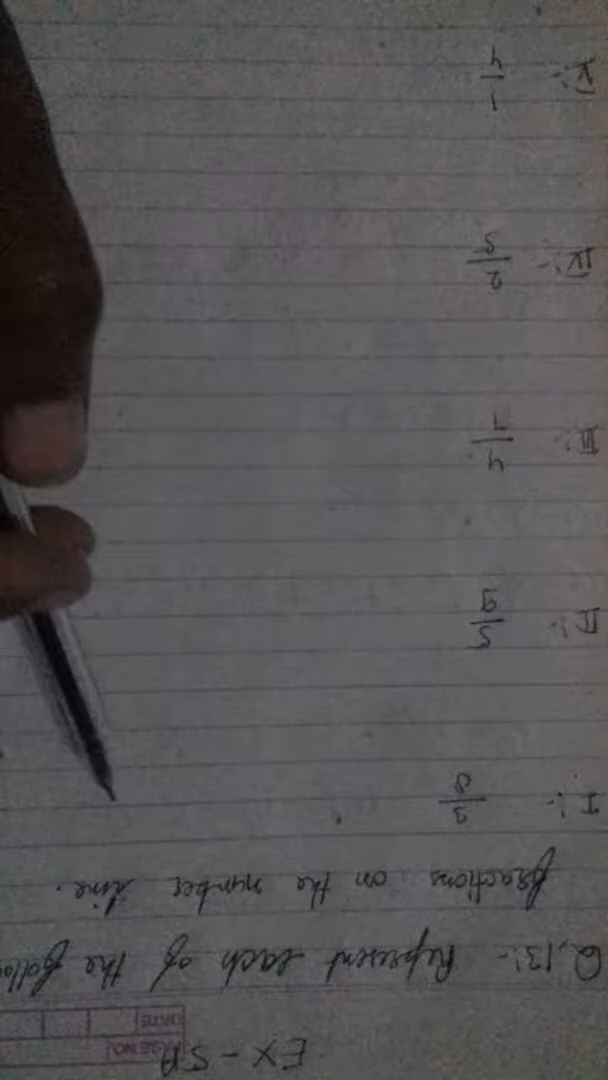 EX - 5A
PAGE NO.
DATE
Q.13:- Represent each of the follo
fractions on the number line.
I :- 3/8
II :- 5/9
III :- 4/7
IV :- 2/5
V :- 1/4